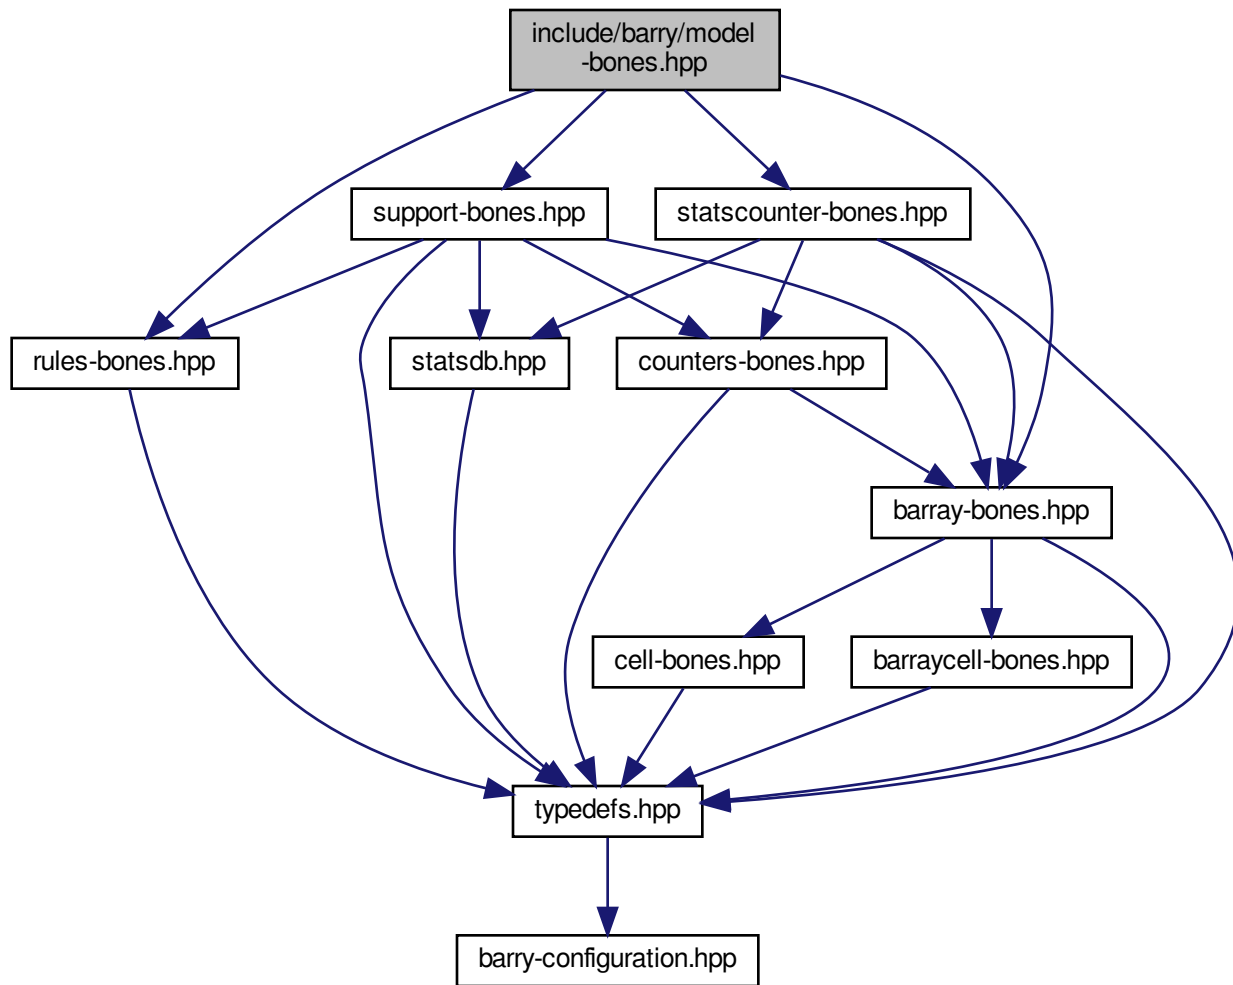 include/barry/model
-bones.hpp
support-bones.hpp
statscounter-bones.hpp
rules-bones.hpp
statsdb.hpp
counters-bones.hpp
barray-bones.hpp
cell-bones.hpp
barraycell-bones.hpp
typedefs.hpp
barry-configuration.hpp